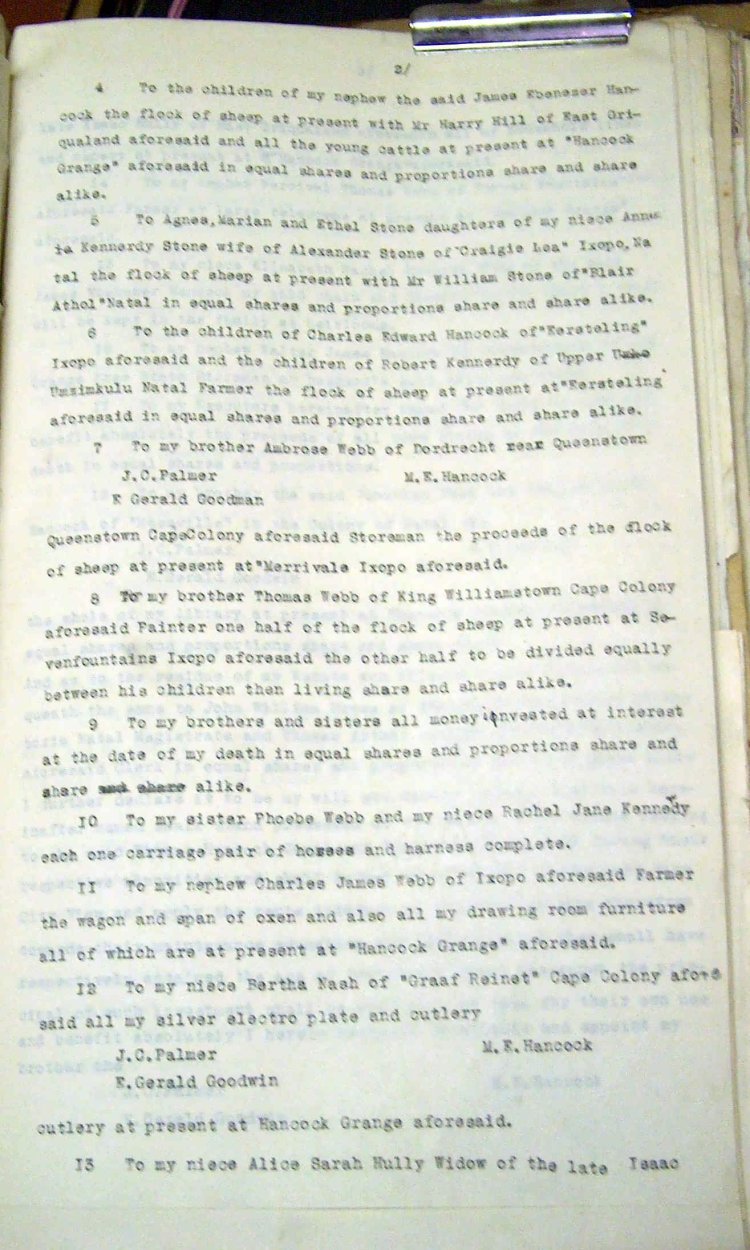 2/
4 To the children of my nephew the said James Ebenezer Han-
cock the flock of sheep at present with Mr Harry Hill of East Gri-
qualand aforesaid and all the young cattle at present at "Hancock
Grange" aforesaid in equal shares and proportions share and share
alike.
5 To Agnes,Marian and Ethel Stone daughters of my niece Annie
Kennerdy Stone wife of Alexander Stone of "Craigie Lea" Ixopo,Na
tal the flock of sheep at present with Mr William Stone of"Blair
Athol"Natal in equal shares and proportions share and share alike.
6 To the children of Charles Edward Hancock of"Eersteling"
Ixopo aforesaid and the children of Robert Kennerdy of Upper
Umzimkulu Natal Farmer the flock of sheep at present at"Eersteling
aforesaid in equal shares and proportions share and share alike.
7 To my brother Ambrose Webb of Dordrecht near Queenstown
J.C.Palmer M.E.Hancock
E Gerald Goodman
Queenstown CapeColony aforesaid Storeman the proceeds of the flock
of sheep at present at"Merrivale Ixopo aforesaid.
8 To my brother Thomas Webb of King Williamstown Cape Colony
aforesaid Painter one half of the flock of sheep at present at Se-
venfountains Ixopo aforesaid the other half to be divided equally
between his children then living share and share alike.
9 To my brothers and sisters all money invested at interest
at the date of my death in equal shares and proportions share and
share and share alike.
10 To my sister Phoebe Webb and my niece Rachel Jane Kennedy
each one carriage pair of horses and harness complete.
11 To my nephew Charles James Webb of Ixopo aforesaid Farmer
the wagon and span of oxen and also all my drawing room furniture
all of which are at present at "Hancock Grange" aforesaid.
12 To my niece Bertha Nash of "Graaf Reinet" Cape Colony afore
said all my silver electro plate and cutlery
J.C.Palmer M.E.Hancock
E.Gerald Goodwin
cutlery at present at Hancock Grange aforesaid.
13 To my niece Alice Sarah Hully Widow of the late Isaac